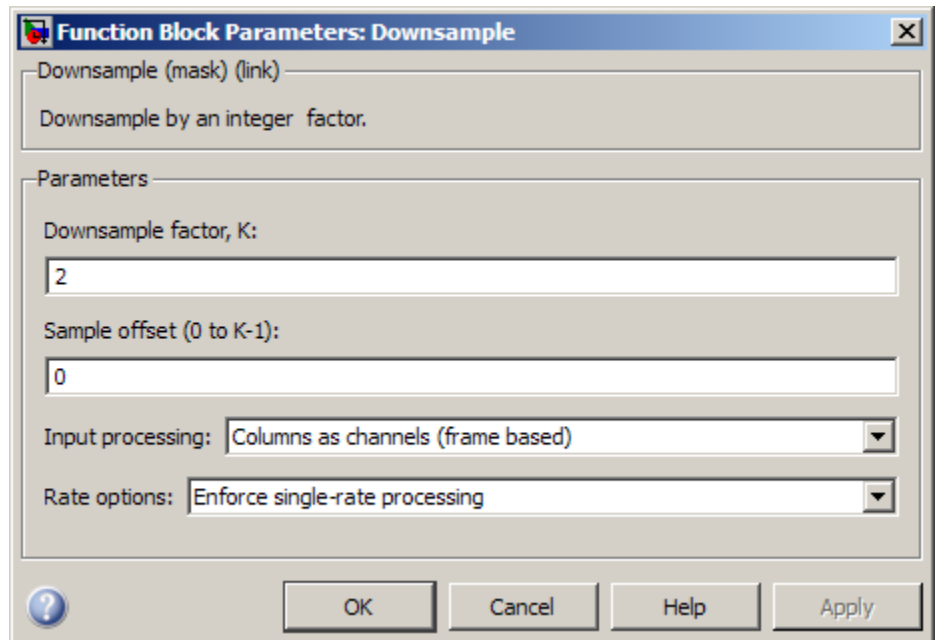 Function Block Parameters: Downsample
Downsample (mask) (link)
Downsample by an integer  factor.
Parameters
Downsample factor, K:
2
Sample offset (0 to K-1):
0
Input processing: Columns as channels (frame based)
Rate options: Enforce single-rate processing
? OK Cancel Help Apply